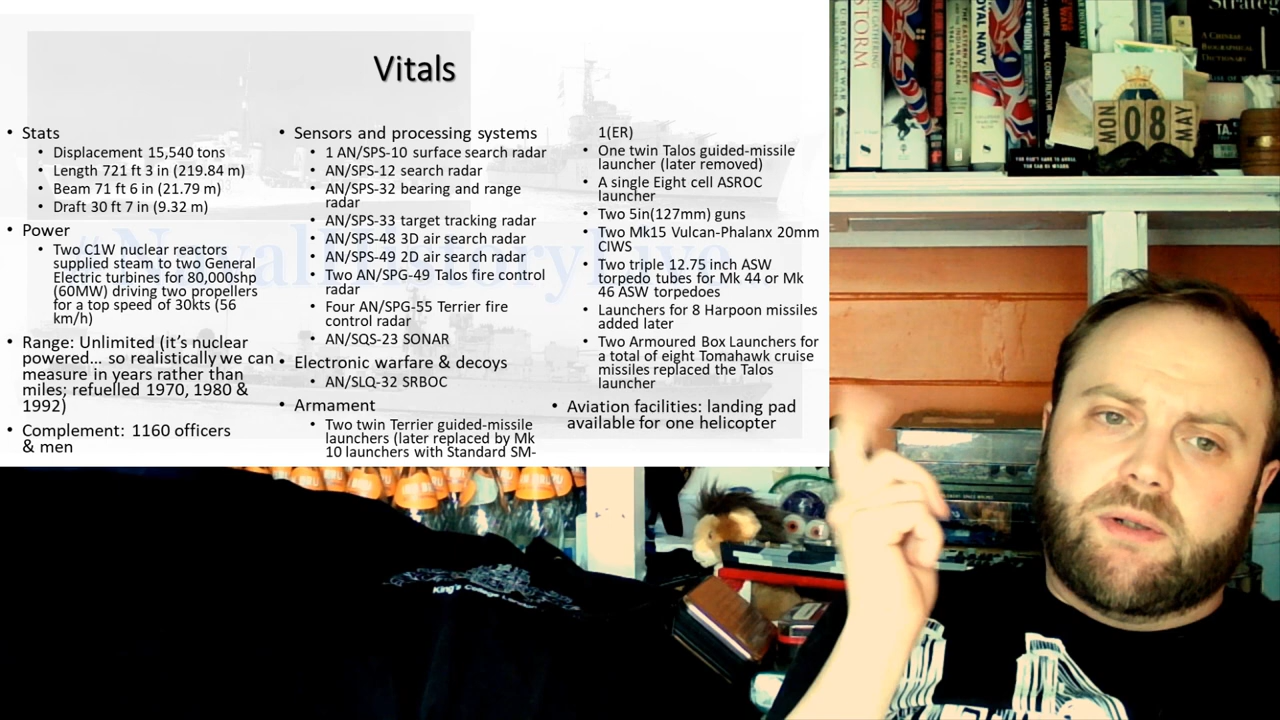 Vitals
• Stats
• Displacement 15,540 tons
• Length 721 ft 3 in (219.84 m)
• Beam 71 ft 6 in (21.79 m)
• Draft 30 ft 7 in (9.32 m)
• Power
• Two C1W nuclear reactors
supplied steam to two General
Electric turbines for 80,000shp
(60MW) driving two propellers
for a top speed of 30kts (56
km/h)
• Range: Unlimited (it’s nuclear
powered… so realistically we can
measure in years rather than
miles; refuelled 1970, 1980 &
1992)
• Complement: 1160 officers
& men
• Sensors and processing systems
• 1 AN/SPS-10 surface search radar
• AN/SPS-12 search radar
• AN/SPS-32 bearing and range
radar
• AN/SPS-33 target tracking radar
• AN/SPS-48 3D air search radar
• AN/SPS-49 2D air search radar
• Two AN/SPG-49 Talos fire control
radar
• Four AN/SPG-55 Terrier fire
control radar
• AN/SQS-23 SONAR
• Electronic warfare & decoys
• AN/SLQ-32 SRBOC
• Armament
• Two twin Terrier guided-missile
launchers (later replaced by Mk
10 launchers with Standard SM-
1(ER)
• One twin Talos guided-missile
launcher (later removed)
• A single Eight cell ASROC
launcher
• Two 5in(127mm) guns
• Two Mk15 Vulcan-Phalanx 20mm
CIWS
• Two triple 12.75 inch ASW
torpedo tubes for Mk 44 or Mk
46 ASW torpedoes
• Launchers for 8 Harpoon missiles
added later
• Two Armoured Box Launchers for
a total of eight Tomahawk cruise
missiles replaced the Talos
launcher
• Aviation facilities: landing pad
available for one helicopter
U-BOATS AT WAR
THE GATHERING
STORM
ROYAL NAVY
MON
08
MAY
A CHINESE
BIOGRAPHICAL
DICTIONARY
King's